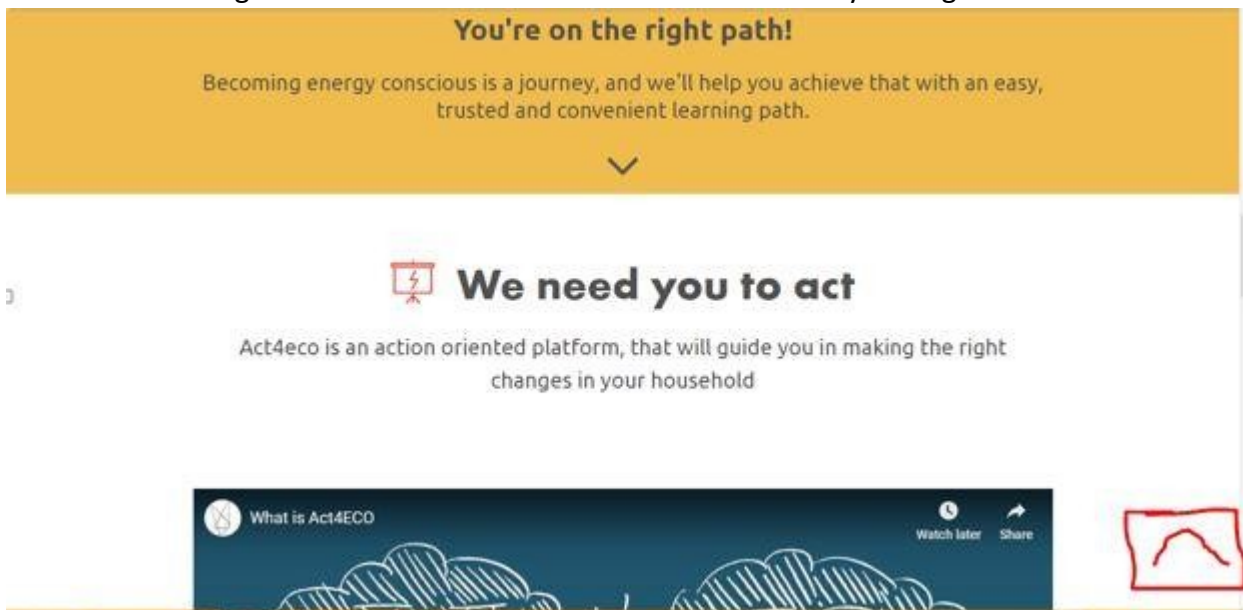 You're on the right path!
Becoming energy conscious is a journey, and we'll help you achieve that with an easy,
trusted and convenient learning path.
We need you to act
Act4eco is an action oriented platform, that will guide you in making the right
changes in your household
What is Act4ECO
Watch later
Share